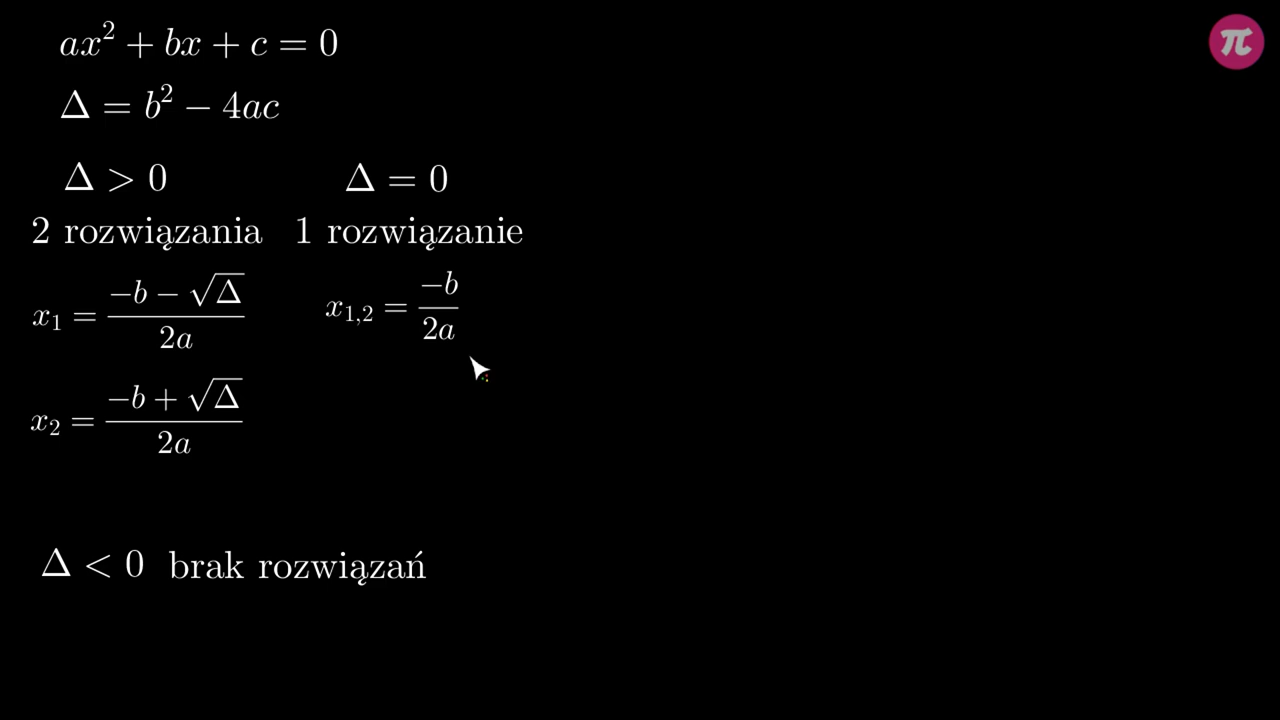 ax² + bx + c = 0
Δ = b² − 4ac
Δ > 0
2 rozwiązania
x₁ = (−b − √Δ) / 2a
x₂ = (−b + √Δ) / 2a
Δ = 0
1 rozwiązanie
x₁,₂ = −b / 2a
Δ < 0 brak rozwiązań
π